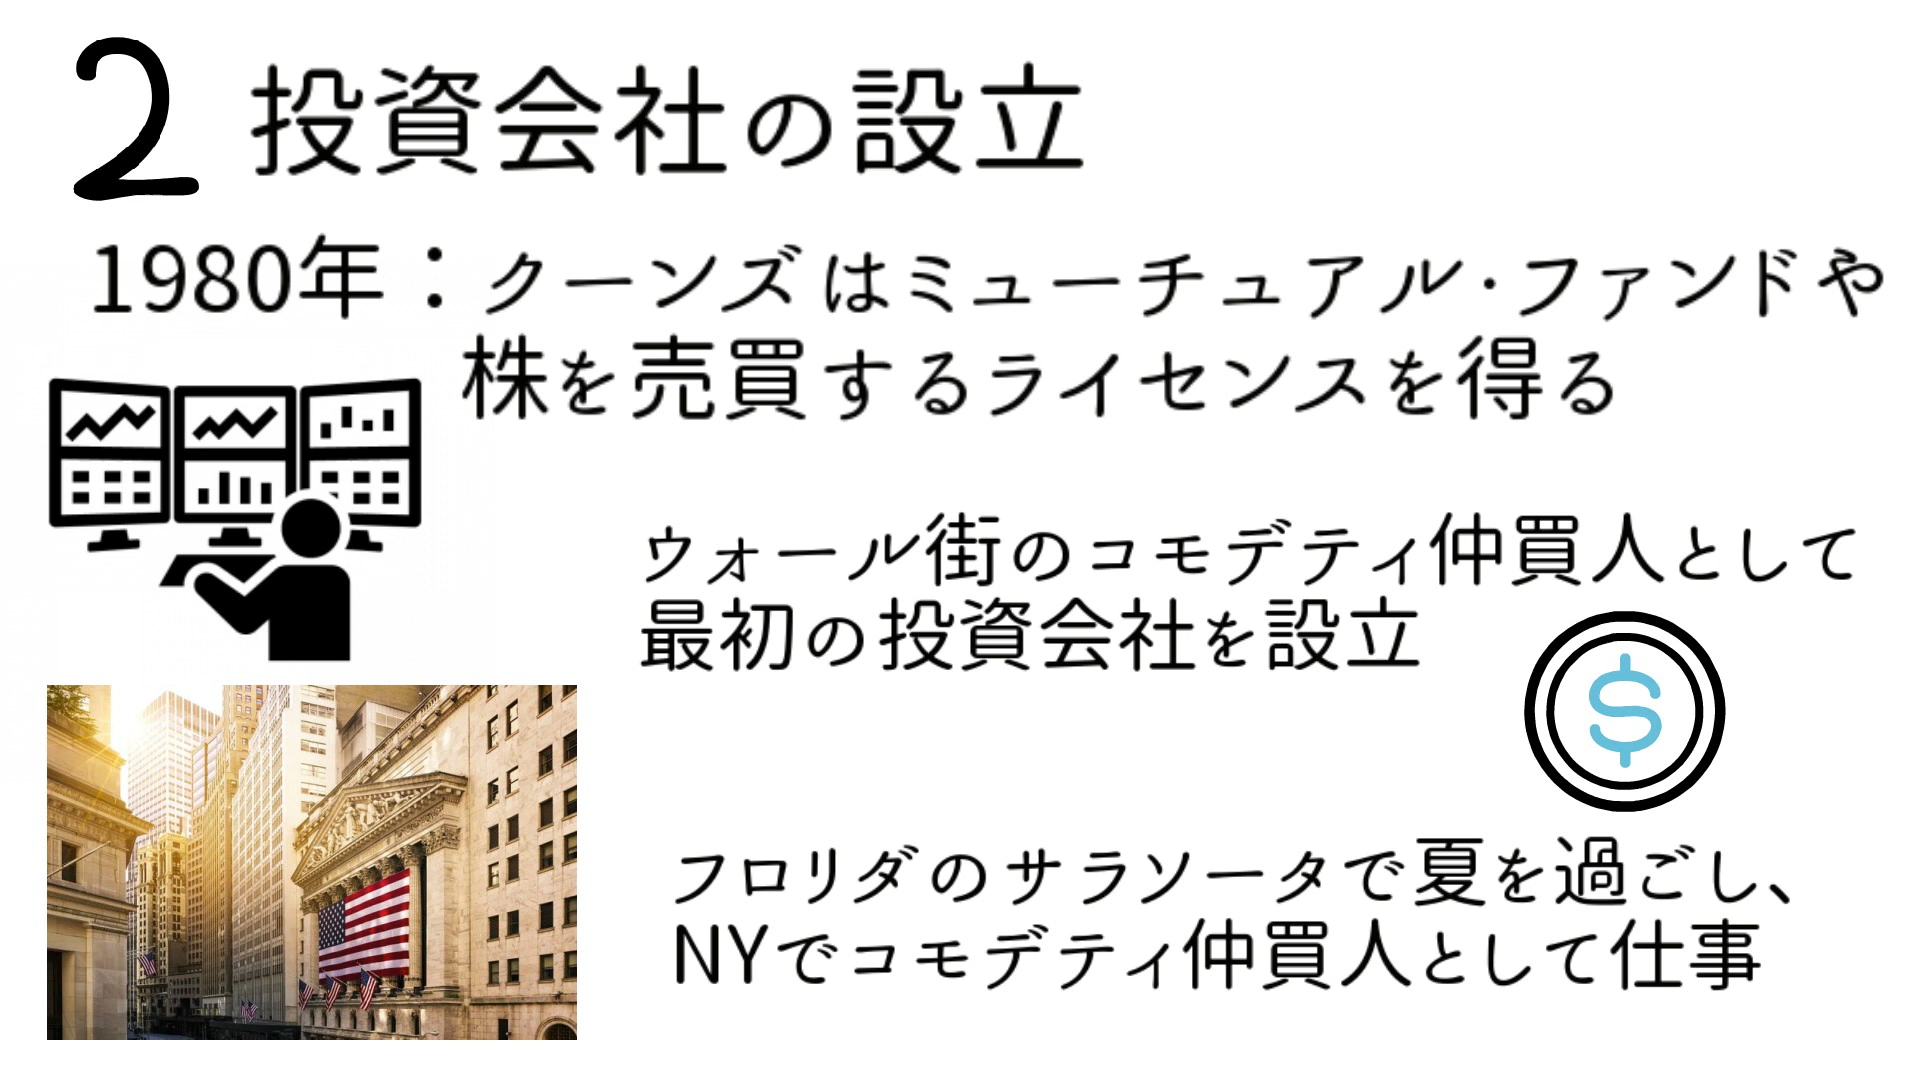 2 投資会社の設立
1980年：クーンズはミューチュアル・ファンドや
株を売買するライセンスを得る
ウォール街のコモデティ仲買人として
最初の投資会社を設立
$
フロリダのサラソータで夏を過ごし、
NYでコモデティ仲買人として仕事